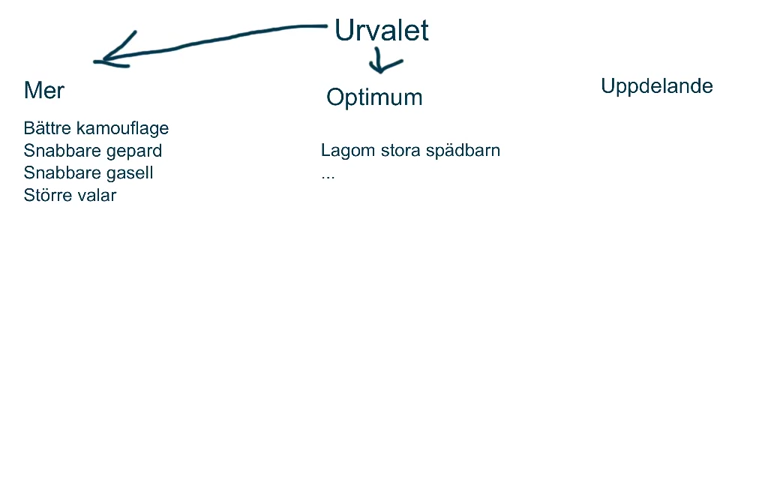 Urvalet
Mer
Optimum
Uppdelande
Bättre kamouflage
Snabbare gepard
Snabbare gasell
Större valar
Lagom stora spädbarn
...